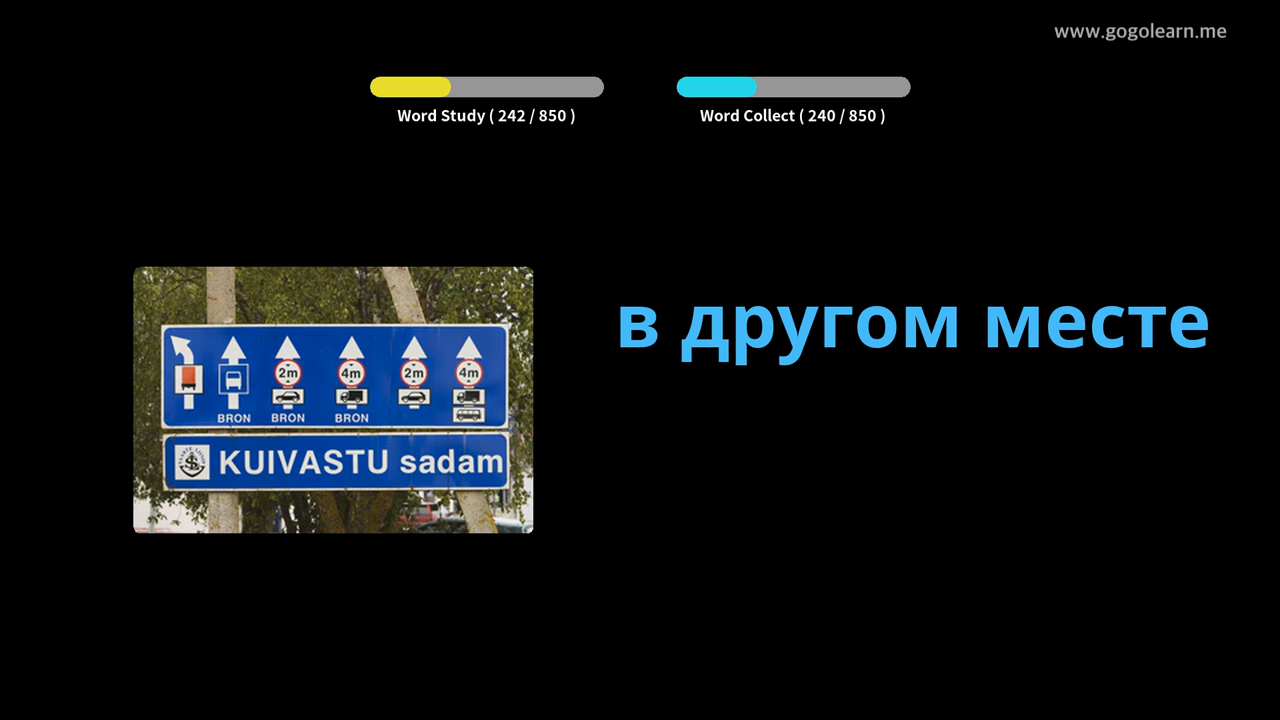 www.gogolearn.me
Word Study ( 242 / 850 )
Word Collect ( 240 / 850 )
в другом месте
2m 4m 2m 4m
BRON BRON BRON
KUIVASTU sadam